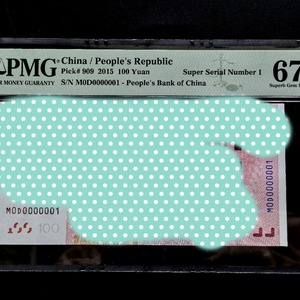 PMG China / People's Republic
MONEY GUARANTY Pick# 909 2015 100 Yuan Super Serial Number 1 67
S/N M0D0000001 - People's Bank of China Superb Gem
M0D0000001
100
M0D0000001